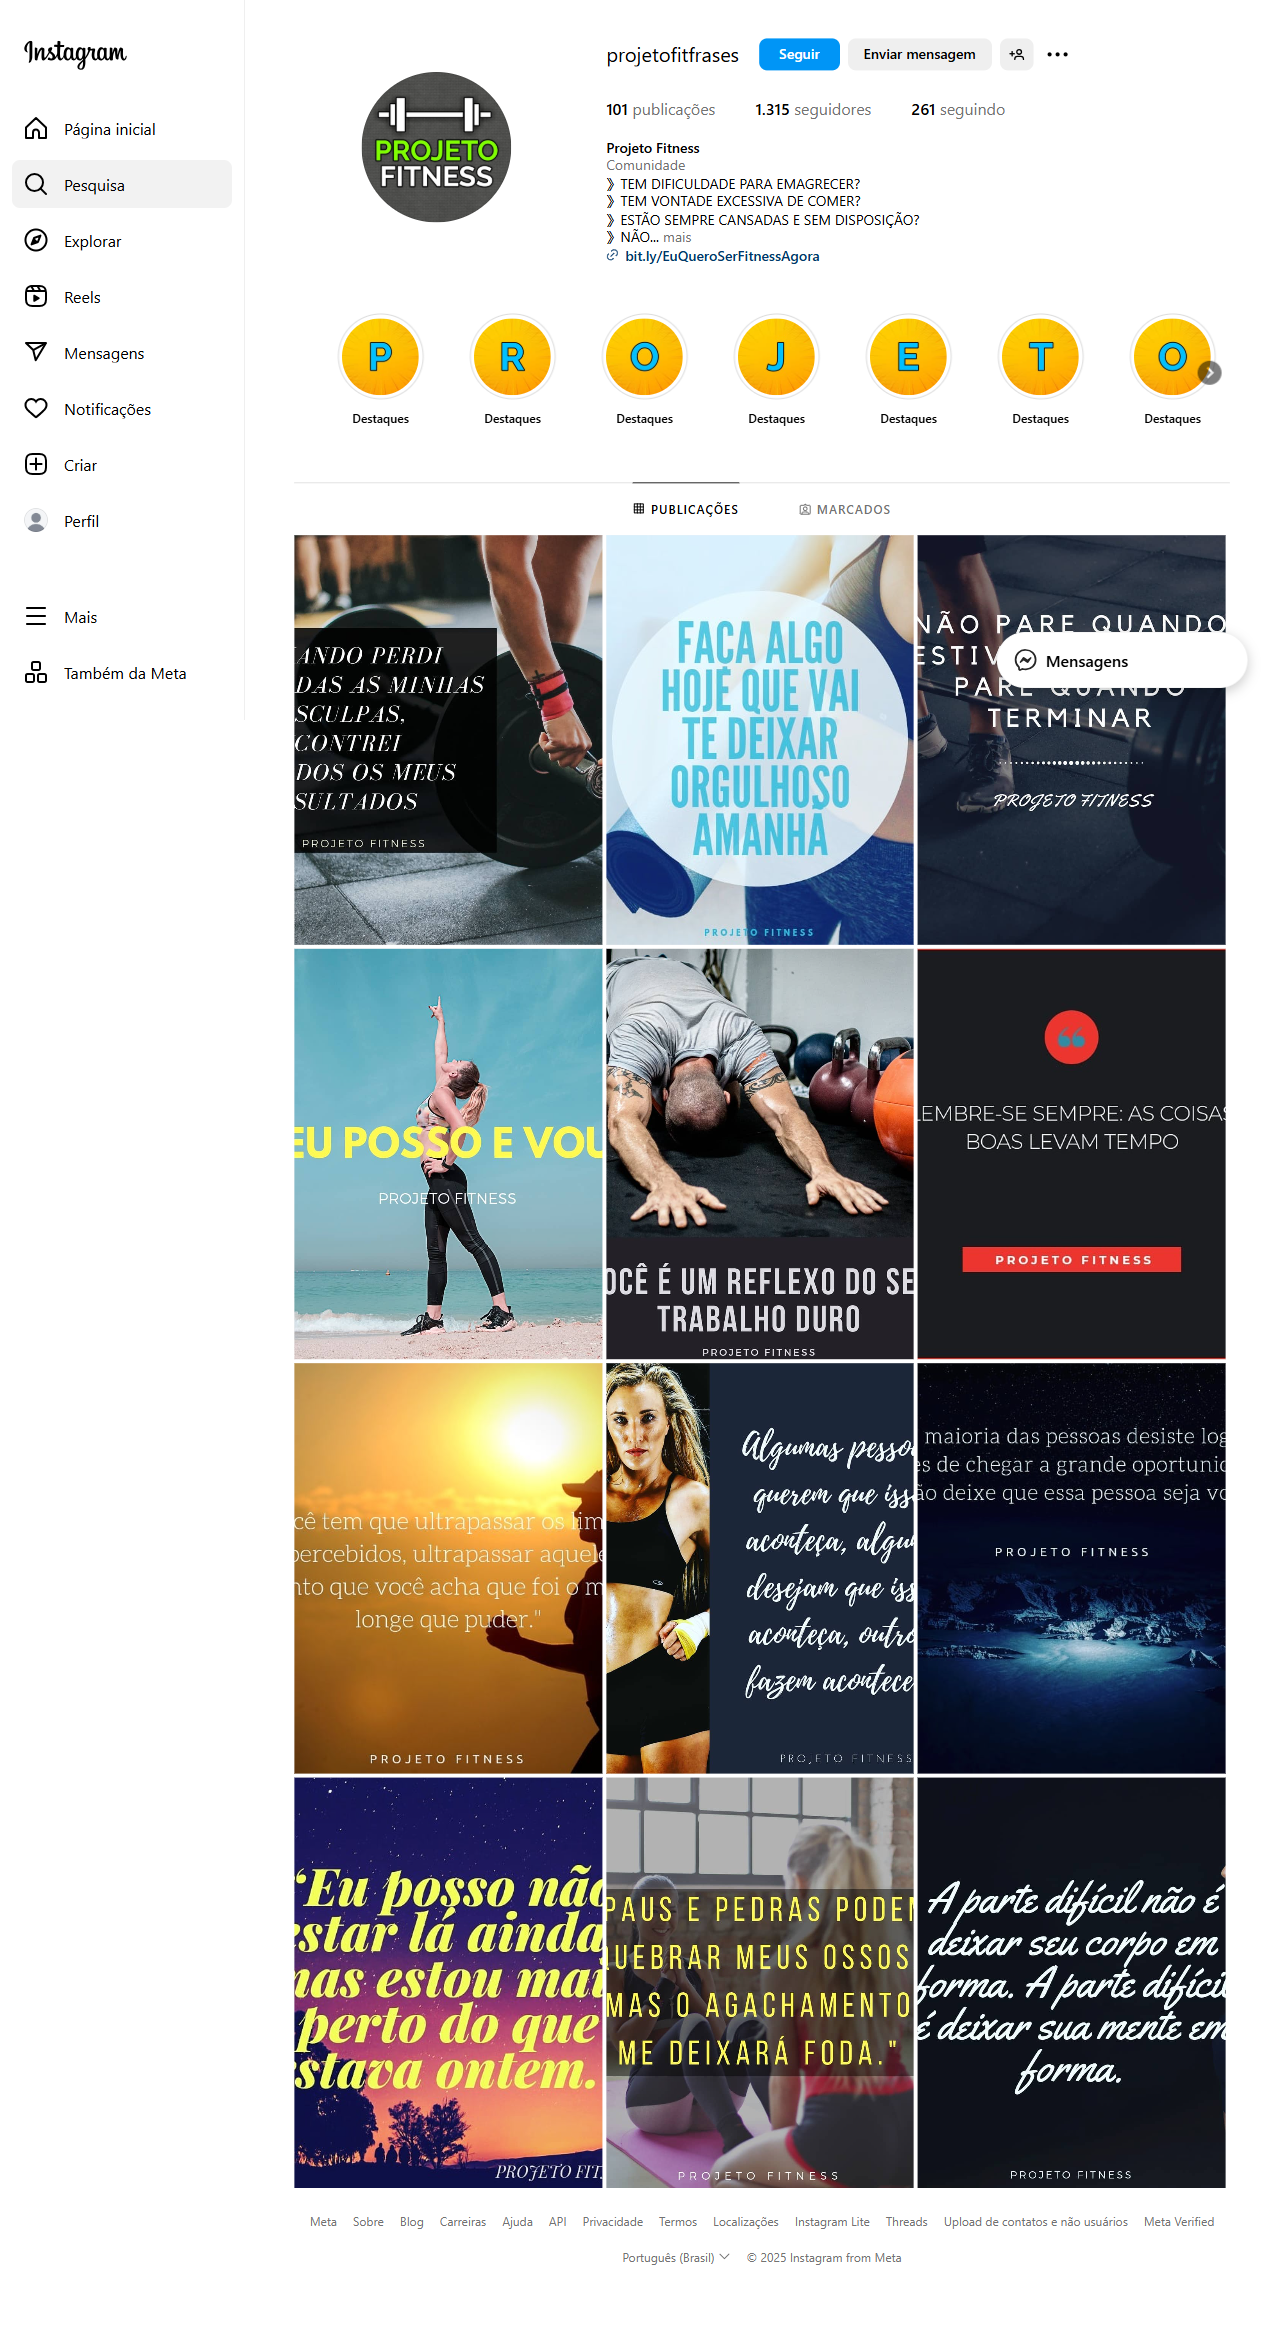 Instagram
Página inicial
Pesquisa
Explorar
Reels
Mensagens
Notificações
Criar
Perfil
Mais
Também da Meta
projetofitfrases
Seguir
Enviar mensagem
101 publicações
1.315 seguidores
261 seguindo
PROJETO
FITNESS
Projeto Fitness
Comunidade
》TEM DIFICULDADE PARA EMAGRECER?
》TEM VONTADE EXCESSIVA DE COMER?
》ESTÃO SEMPRE CANSADAS E SEM DISPOSIÇÃO?
》NÃO... mais
bit.ly/EuQueroSerFitnessAgora
P
R
O
J
E
T
O
Destaques
Destaques
Destaques
Destaques
Destaques
Destaques
Destaques
PUBLICAÇÕES
MARCADOS
ANDO PERDI
DAS AS MINHAS
SCULPAS,
CONTREI
DOS OS MEUS
SULTADOS
PROJETO FITNESS
FAÇA ALGO
HOJE QUE VAI
TE DEIXAR
ORGULHOSO
AMANHÃ
PROJETO FITNESS
NÃO PARE QUANDO
ESTIV
PARE QUANDO
TERMINAR
PROJETO FITNESS
Mensagens
EU POSSO E VOU
PROJETO FITNESS
OCÊ É UM REFLEXO DO SE
TRABALHO DURO
PROJETO FITNESS
LEMBRE-SE SEMPRE: AS COISAS
BOAS LEVAM TEMPO
PROJETO FITNESS
cê tem que ultrapassar os lim
percebidos, ultrapassar aquele
nto que você acha que foi o m
longe que puder."
PROJETO FITNESS
Algumas pesso
querem que iss
aconteça, algu
desejam que iss
aconteça, outro
fazem acontece
PROJETO FITNESS
maioria das pessoas desiste log
es de chegar a grande oportunid
ão deixe que essa pessoa seja vo
PROJETO FITNESS
“Eu posso não
estar lá ainda
mas estou mai
perto do que
stava ontem.
PROJETO FIT
PAUS E PEDRAS PODEM
QUEBRAR MEUS OSSOS
MAS O AGACHAMENTO
ME DEIXARÁ FODA."
PROJETO FITNESS
A parte difícil não é
deixar seu corpo em
forma. A parte difícil
é deixar sua mente em
forma.
PROJETO FITNESS
Meta Sobre Blog Carreiras Ajuda API Privacidade Termos Localizações Instagram Lite Threads Upload de contatos e não usuários Meta Verified
Português (Brasil) © 2025 Instagram from Meta